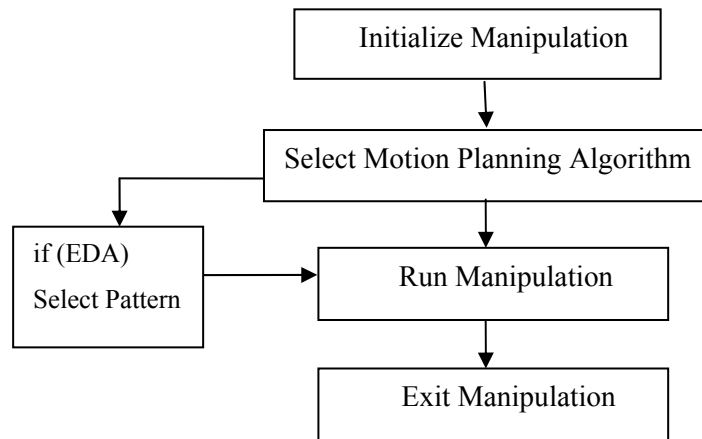 Initialize Manipulation
Select Motion Planning Algorithm
if (EDA)
Select Pattern
Run Manipulation
Exit Manipulation